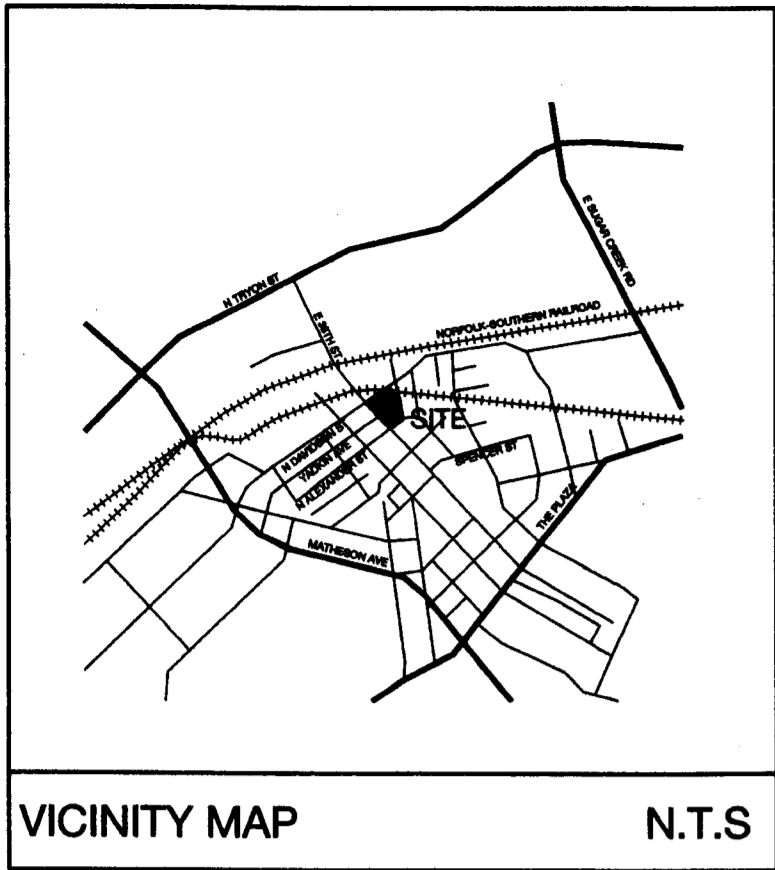 N TRYON ST
E SUGAR CREEK RD
NORFOLK-SOUTHERN RAILROAD
E 36TH ST
SITE
N DAVIDSON ST
YADKIN AVE
N ALEXANDER ST
SPENCER ST
THE PLAZA
MATHESON AVE
VICINITY MAP
N.T.S